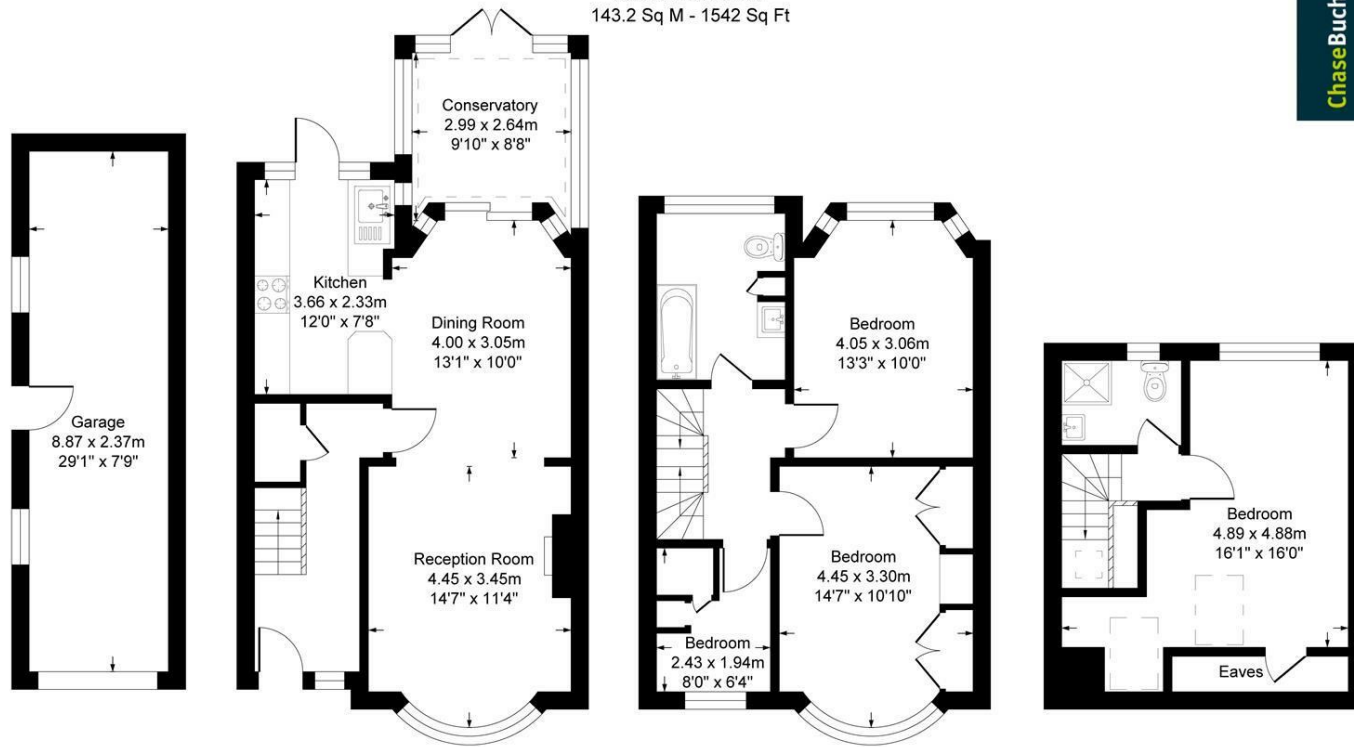 143.2 Sq M - 1542 Sq Ft
ChaseBuch
Conservatory
2.99 x 2.64m
9'10" x 8'8"
Kitchen
3.66 x 2.33m
12'0" x 7'8"
Dining Room
4.00 x 3.05m
13'1" x 10'0"
Garage
8.87 x 2.37m
29'1" x 7'9"
Reception Room
4.45 x 3.45m
14'7" x 11'4"
Bedroom
4.05 x 3.06m
13'3" x 10'0"
Bedroom
4.45 x 3.30m
14'7" x 10'10"
Bedroom
2.43 x 1.94m
8'0" x 6'4"
Bedroom
4.89 x 4.88m
16'1" x 16'0"
Eaves